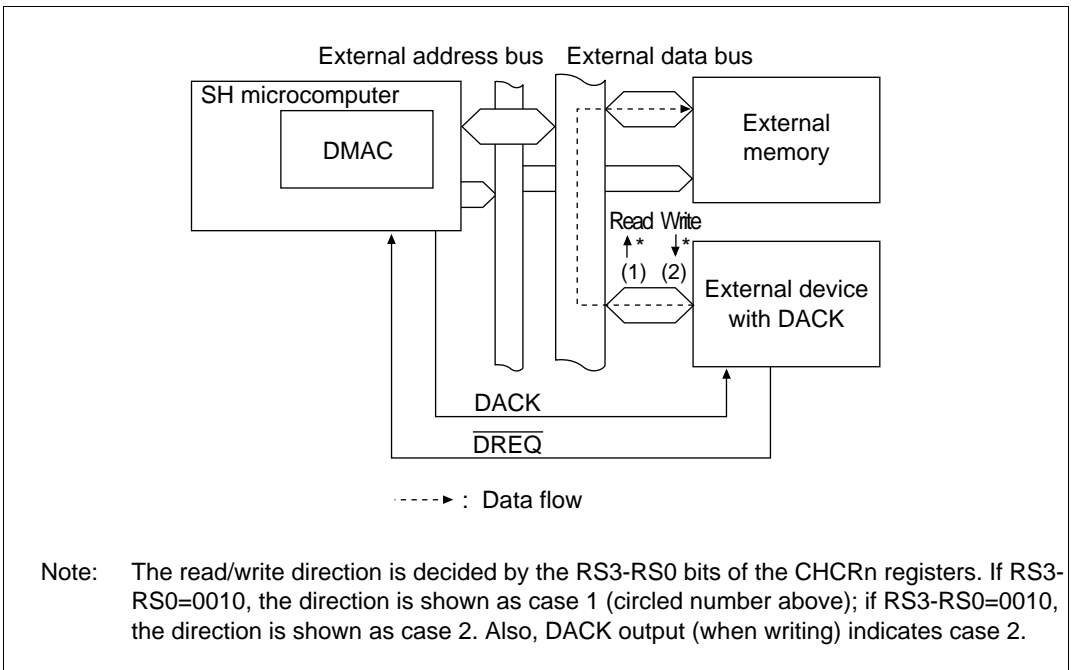 External address bus External data bus
SH microcomputer
DMAC
External
memory
Read Write
* *
(1) (2)
External device
with DACK
DACK
DREQ
: Data flow
Note: The read/write direction is decided by the RS3-RS0 bits of the CHCRn registers. If RS3-
RS0=0010, the direction is shown as case 1 (circled number above); if RS3-RS0=0010,
the direction is shown as case 2. Also, DACK output (when writing) indicates case 2.